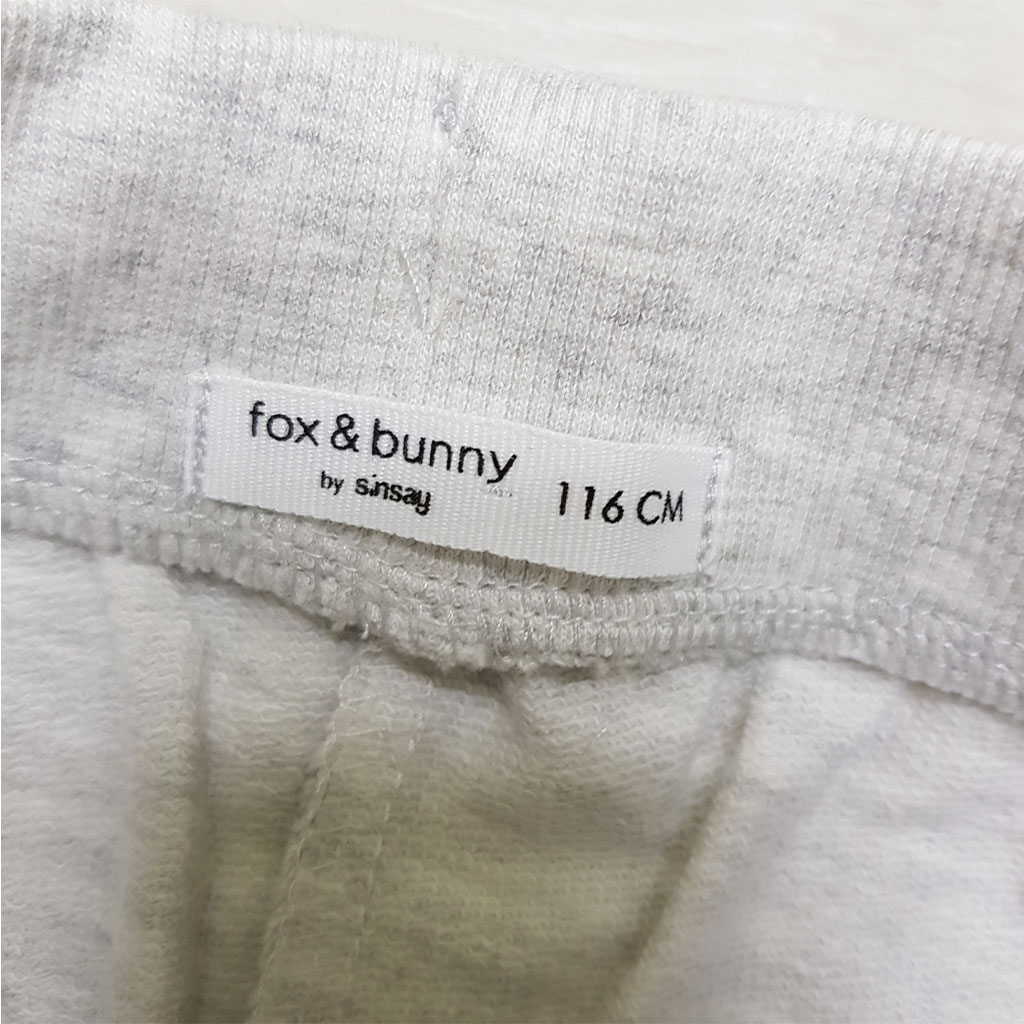 fox & bunny
by sinsay
116 CM